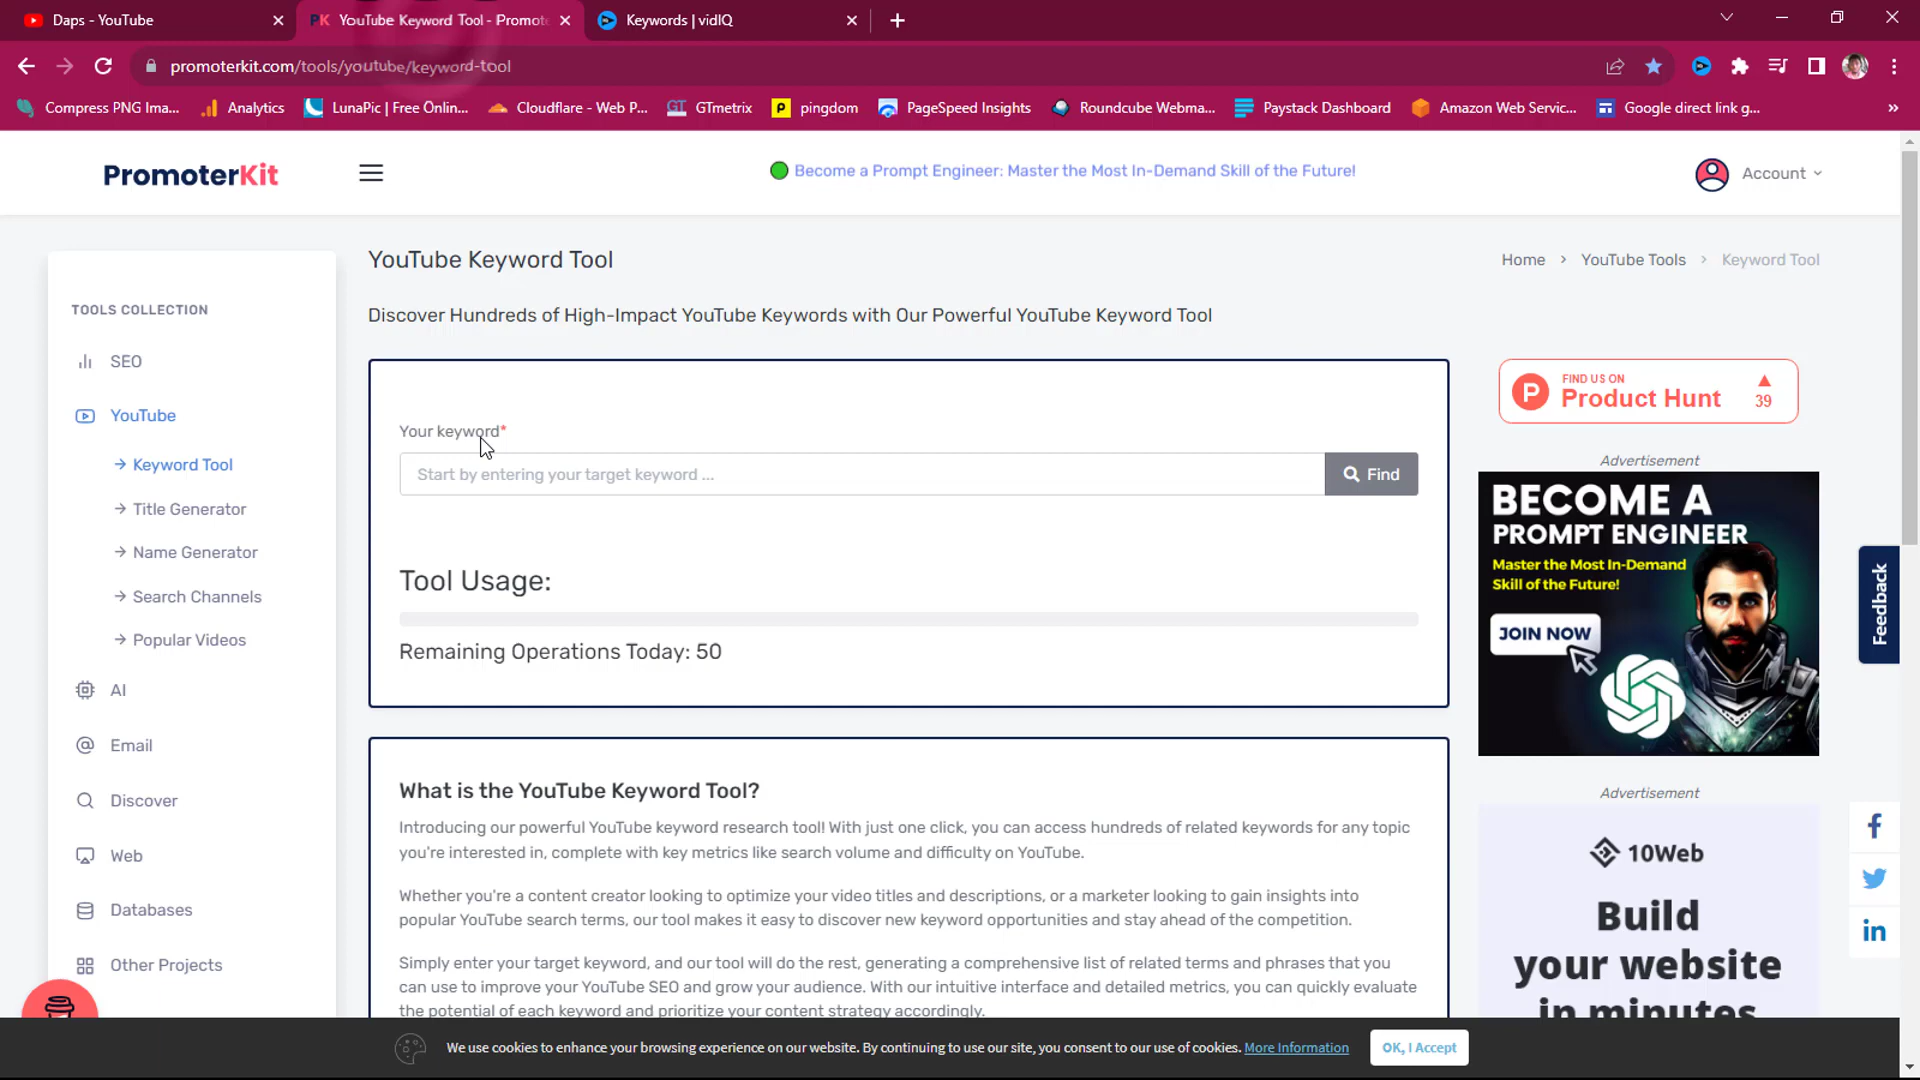 Daps - YouTube
PK YouTube Keyword Tool - Promote
Keywords | vidIQ
promoterkit.com/tools/youtube/keyword-tool
Compress PNG Ima...
Analytics
LunaPic | Free Onlin...
Cloudflare - Web P...
GT GTmetrix
pingdom
PageSpeed Insights
Roundcube Webma...
Paystack Dashboard
Amazon Web Servic...
Google direct link g...
PromoterKit
Become a Prompt Engineer: Master the Most In-Demand Skill of the Future!
Account
TOOLS COLLECTION
SEO
YouTube
→ Keyword Tool
→ Title Generator
→ Name Generator
→ Search Channels
→ Popular Videos
AI
Email
Discover
Web
Databases
Other Projects
YouTube Keyword Tool
Home > YouTube Tools > Keyword Tool
Discover Hundreds of High-Impact YouTube Keywords with Our Powerful YouTube Keyword Tool
Your keyword*
Start by entering your target keyword ...
Find
Tool Usage:
Remaining Operations Today: 50
What is the YouTube Keyword Tool?
Introducing our powerful YouTube keyword research tool! With just one click, you can access hundreds of related keywords for any topic
you're interested in, complete with key metrics like search volume and difficulty on YouTube.
Whether you're a content creator looking to optimize your video titles and descriptions, or a marketer looking to gain insights into
popular YouTube search terms, our tool makes it easy to discover new keyword opportunities and stay ahead of the competition.
Simply enter your target keyword, and our tool will do the rest, generating a comprehensive list of related terms and phrases that you
can use to improve your YouTube SEO and grow your audience. With our intuitive interface and detailed metrics, you can quickly evaluate
the potential of each keyword and prioritize your content strategy accordingly.
P
FIND US ON
Product Hunt
39
Advertisement
BECOME A
PROMPT ENGINEER
Master the Most In-Demand
Skill of the Future!
JOIN NOW
Advertisement
10Web
Build
your website
in minutes
Feedback
We use cookies to enhance your browsing experience on our website. By continuing to use our site, you consent to our use of cookies. More Information
OK, I Accept